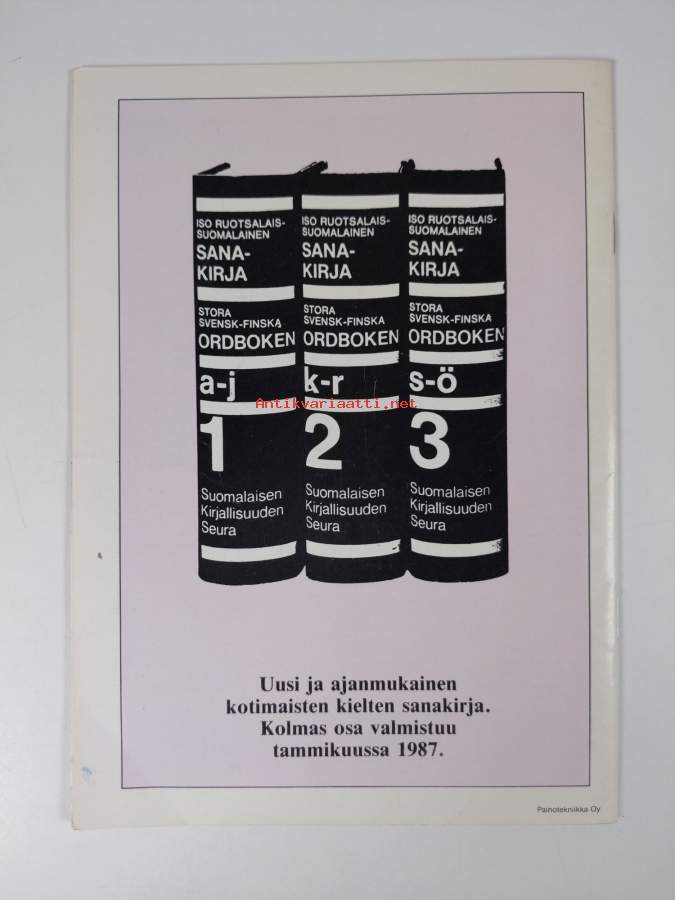 ISO RUOTSALAIS-
SUOMALAINEN
SANA-
KIRJA
STORA
SVENSK-FINSKA
ORDBOKEN
a-j
1
Suomalaisen
Kirjallisuuden
Seura
ISO RUOTSALAIS-
SUOMALAINEN
SANA-
KIRJA
STORA
SVENSK-FINSKA
ORDBOKEN
k-r
2
Suomalaisen
Kirjallisuuden
Seura
ISO RUOTSALAIS-
SUOMALAINEN
SANA-
KIRJA
STORA
SVENSK-FINSKA
ORDBOKEN
s-ö
3
Suomalaisen
Kirjallisuuden
Seura
Antikvariaatti.net
Uusi ja ajanmukainen
kotimaisten kielten sanakirja.
Kolmas osa valmistuu
tammikuussa 1987.
Painotekniikka Oy